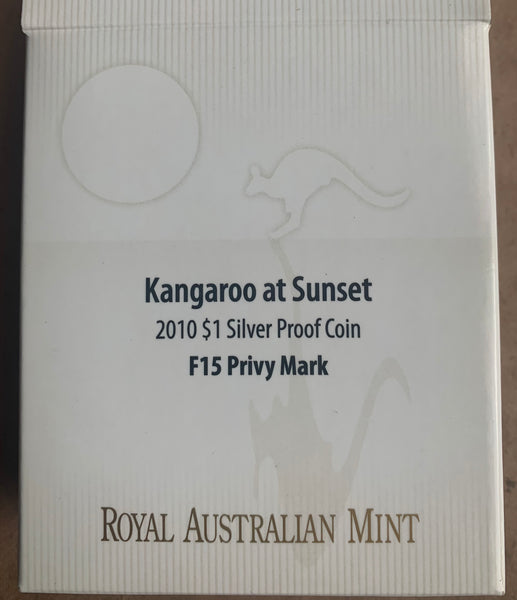 Kangaroo at Sunset
2010 $1 Silver Proof Coin
F15 Privy Mark
ROYAL AUSTRALIAN MINT